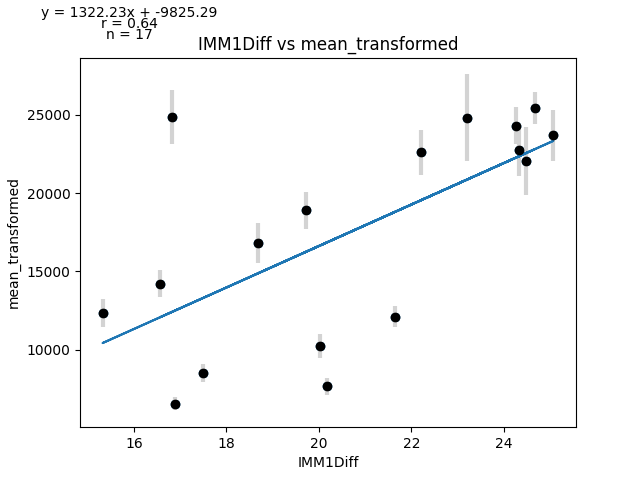 y = 1322.23x + -9825.29
r = 0.64
n = 17
IMM1Diff vs mean_transformed
25000
20000
15000
10000
mean_transformed
16 18 20 22 24
IMM1Diff